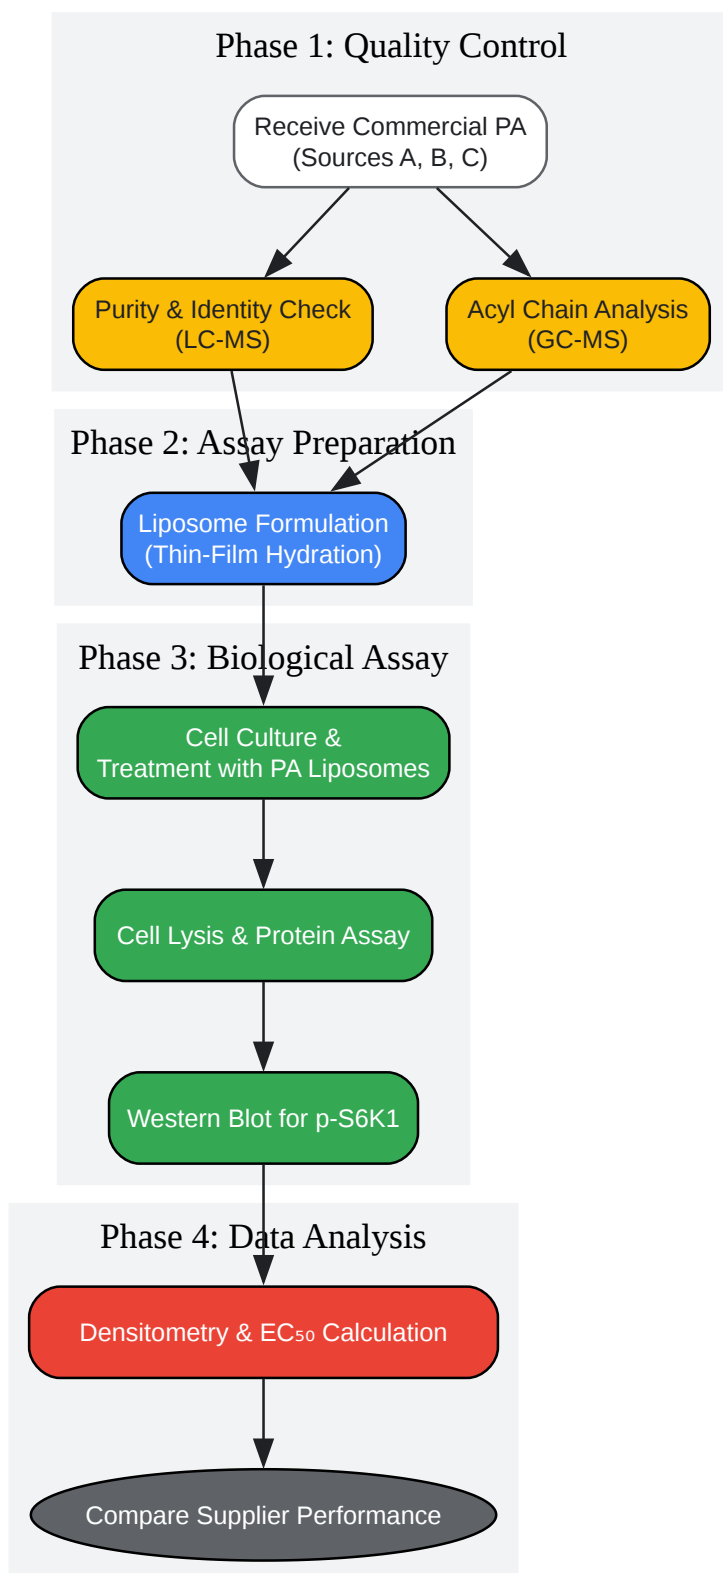 Phase 1: Quality Control
Receive Commercial PA
(Sources A, B, C)
Purity & Identity Check
(LC-MS)
Acyl Chain Analysis
(GC-MS)
Phase 2: Assay Preparation
Liposome Formulation
(Thin-Film Hydration)
Phase 3: Biological Assay
Cell Culture &
Treatment with PA Liposomes
Cell Lysis & Protein Assay
Western Blot for p-S6K1
Phase 4: Data Analysis
Densitometry & EC₅₀ Calculation
Compare Supplier Performance